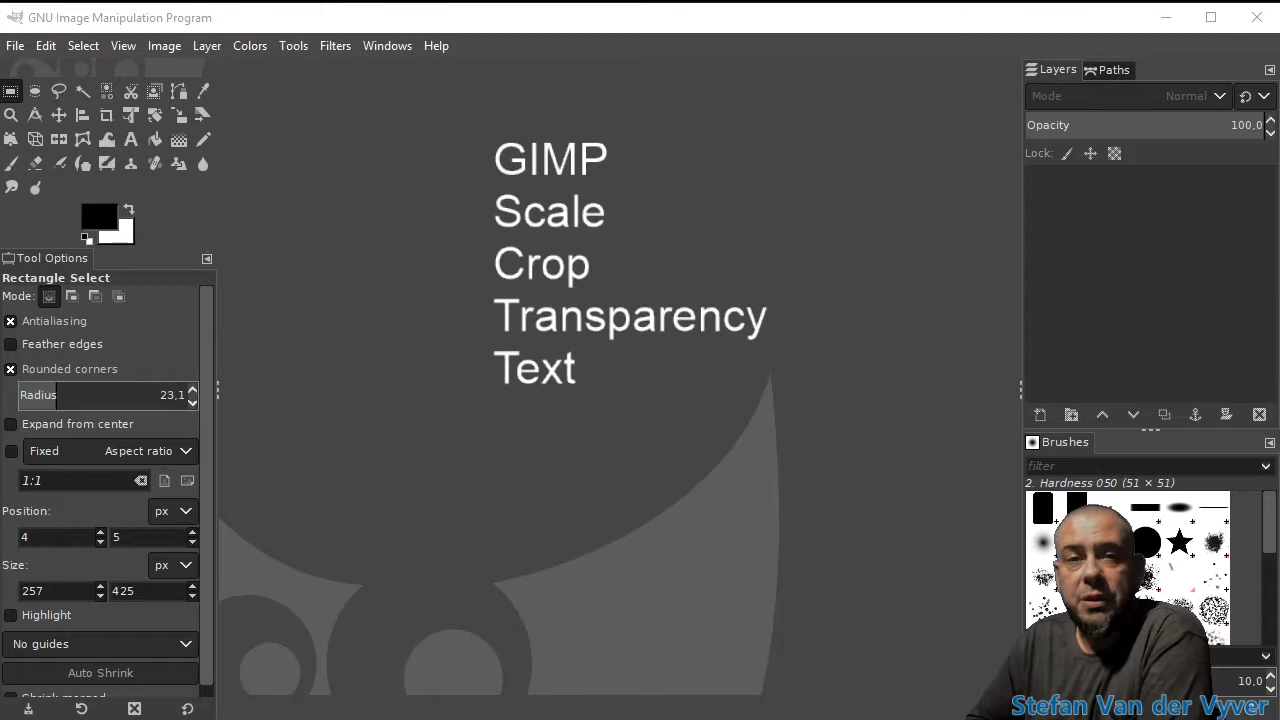 GNU Image Manipulation Program
File Edit Select View Image Layer Colors Tools Filters Windows Help
Layers Paths
Mode Normal
Opacity 100,0
Lock:
GIMP
Scale
Crop
Transparency
Text
Tool Options
Rectangle Select
Mode:
Antialiasing
Feather edges
Rounded corners
Radius 23,1
Expand from center
Fixed Aspect ratio
1:1
Position: px
4 5
Size: px
257 425
Highlight
No guides
Auto Shrink
Shrink merged
Brushes
filter
2. Hardness 050 (51 × 51)
10,0
Stefan Van der Vyver